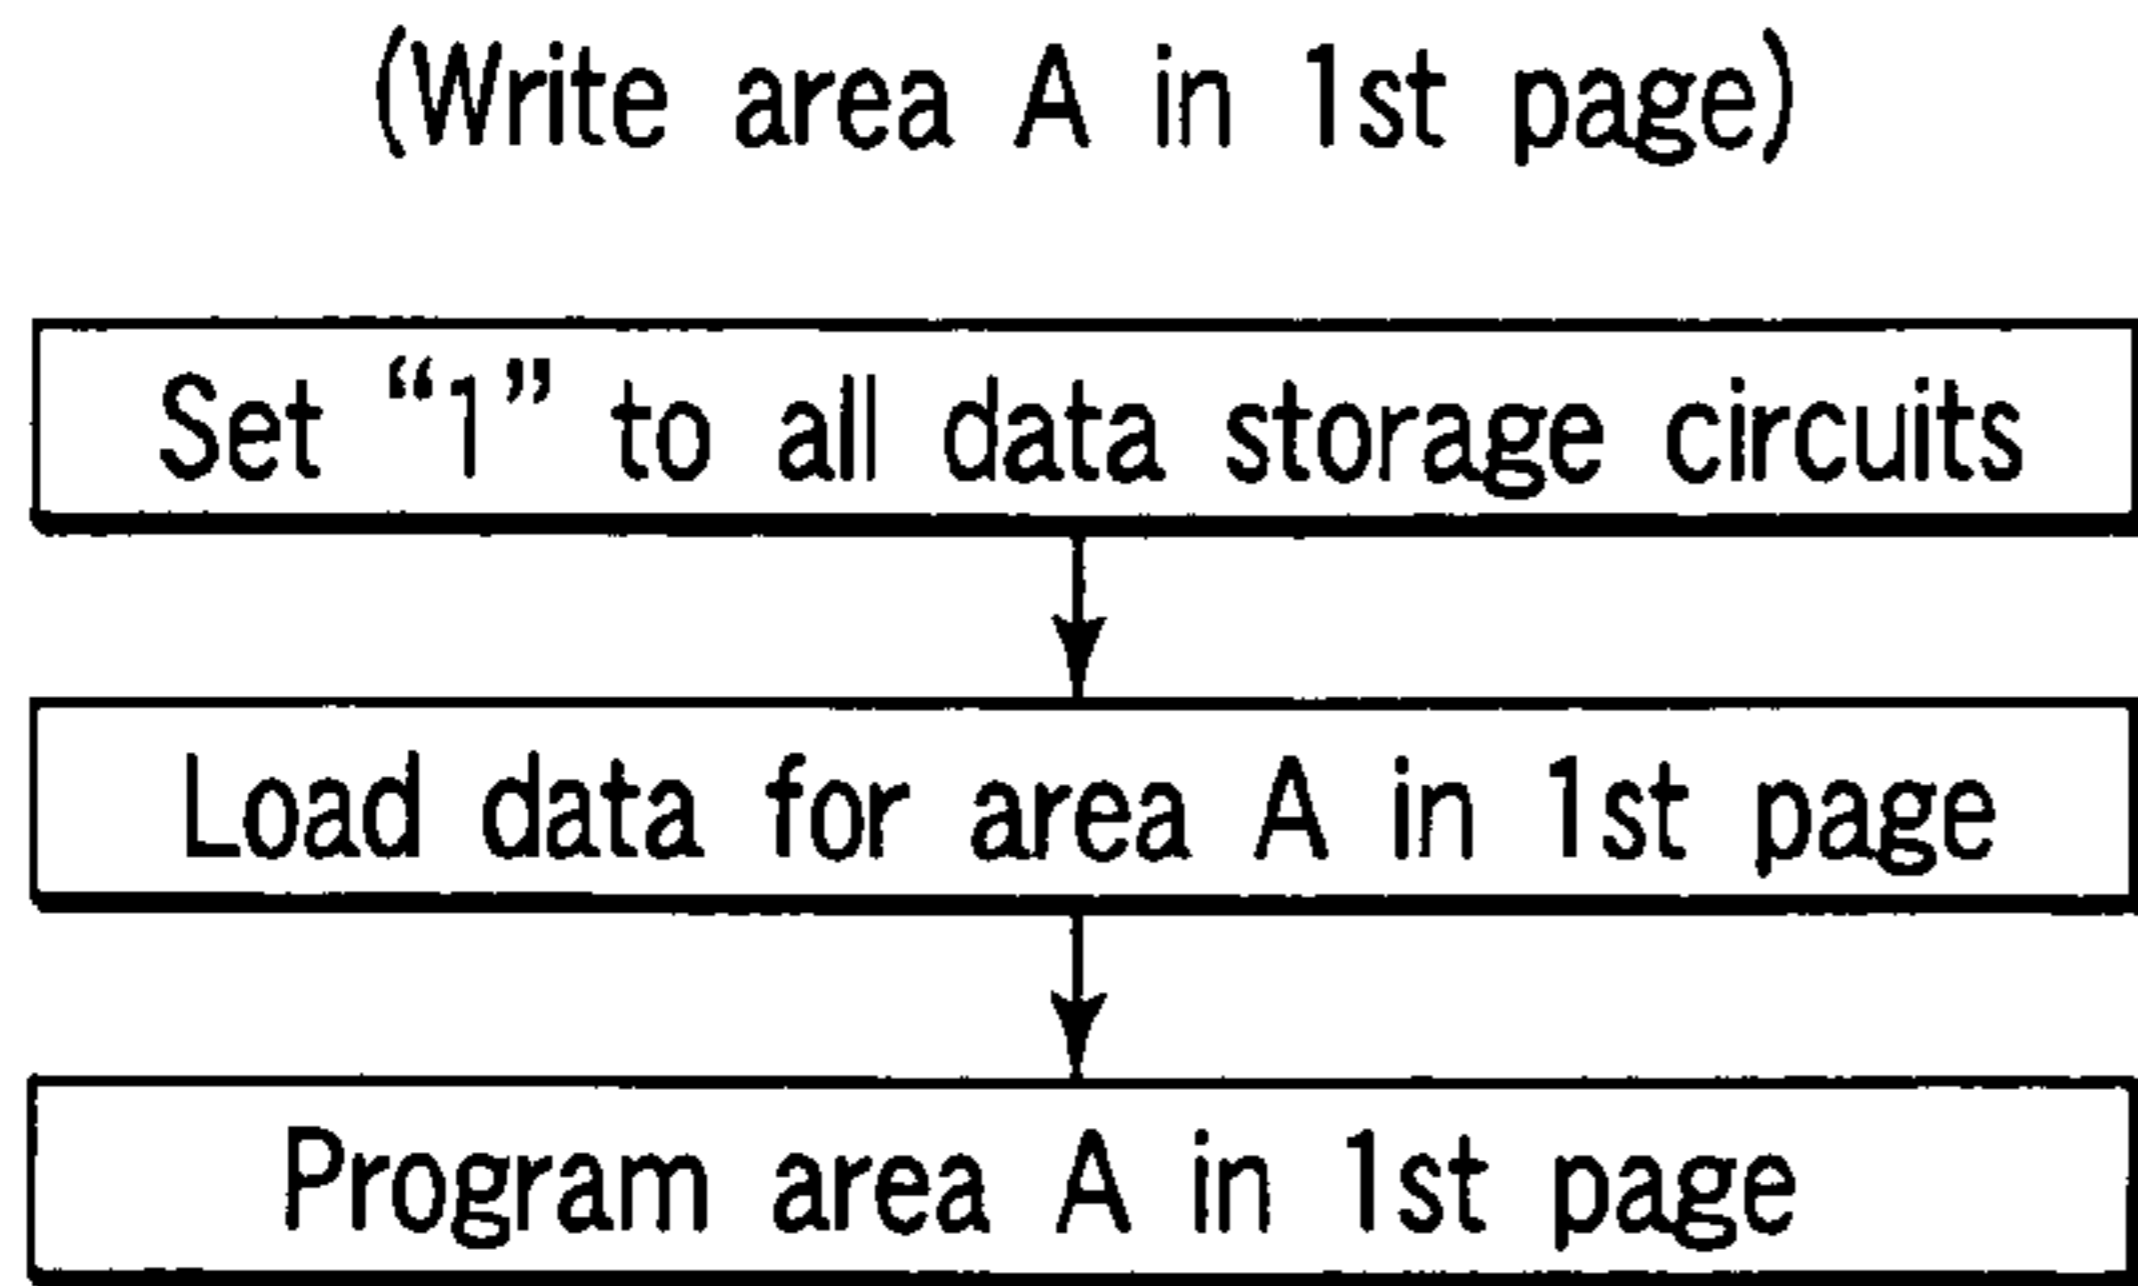 (Write area A in 1st page)
Set “1” to all data storage circuits
Load data for area A in 1st page
Program area A in 1st page